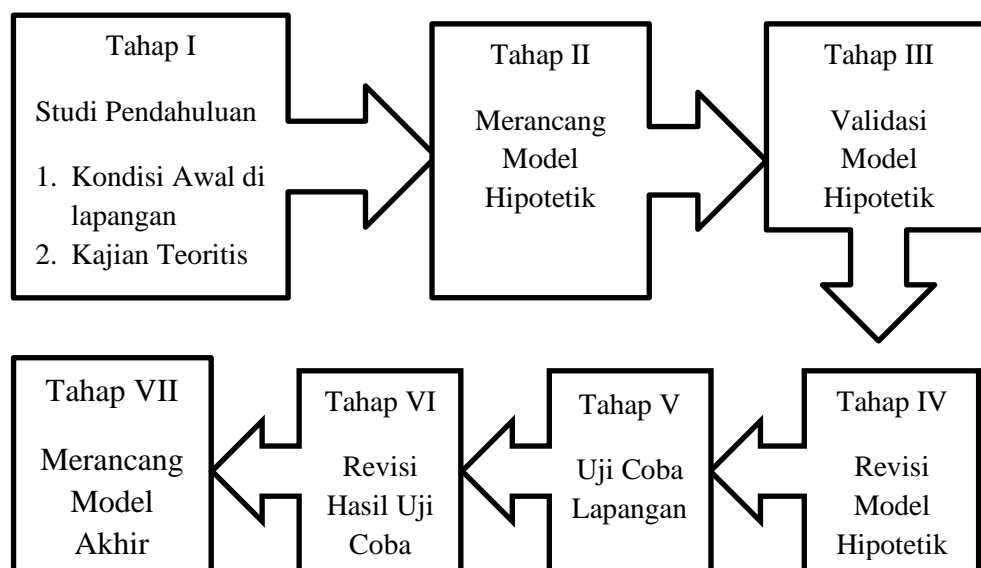 Tahap I
Studi Pendahuluan
1. Kondisi Awal di
lapangan
2. Kajian Teoritis
Tahap II
Merancang
Model
Hipotetik
Tahap III
Validasi
Model
Hipotetik
Tahap IV
Revisi
Model
Hipotetik
Tahap V
Uji Coba
Lapangan
Tahap VI
Revisi
Hasil Uji
Coba
Tahap VII
Merancang
Model
Akhir